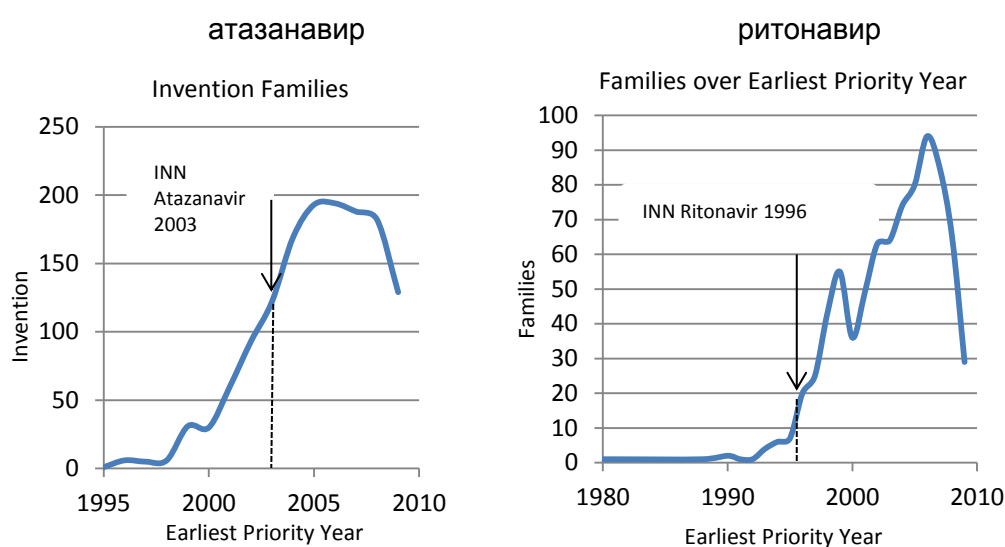 атазанавир
Invention Families
250
200
150
100
50
0
INN
Atazanavir
2003
Invention
1995
2000
2005
2010
Earliest Priority Year
ритонавир
Families over Earliest Priority Year
100
90
80
70
60
50
40
30
20
10
0
INN Ritonavir 1996
Families
1980
1990
2000
2010
Earliest Priority Year